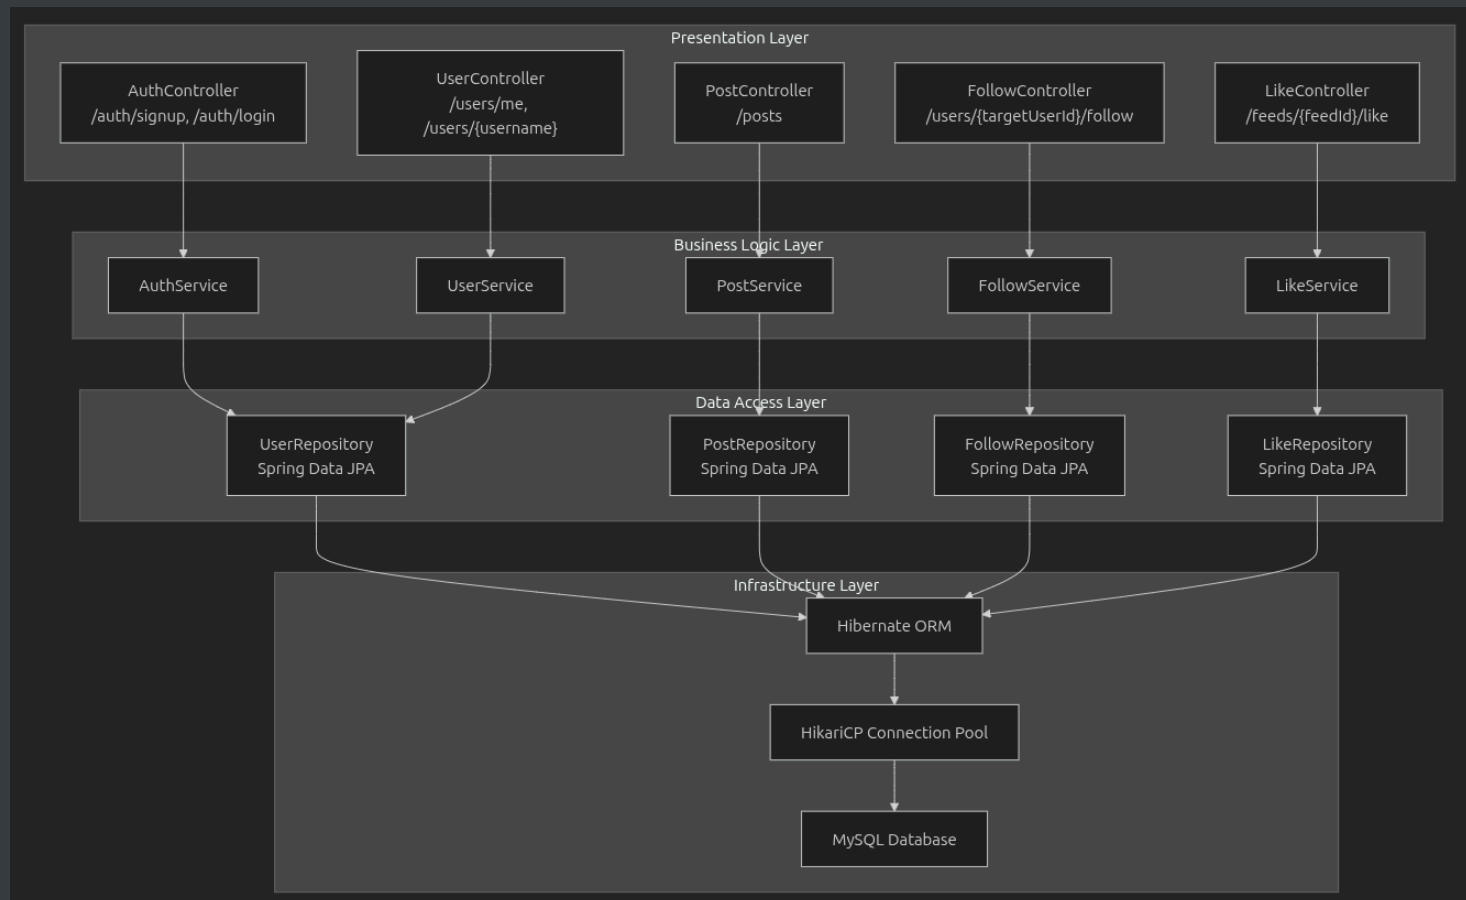 Presentation Layer
AuthController
/auth/signup, /auth/login
UserController
/users/me,
/users/{username}
PostController
/posts
FollowController
/users/{targetUserId}/follow
LikeController
/feeds/{feedId}/like
Business Logic Layer
AuthService
UserService
PostService
FollowService
LikeService
Data Access Layer
UserRepository
Spring Data JPA
PostRepository
Spring Data JPA
FollowRepository
Spring Data JPA
LikeRepository
Spring Data JPA
Infrastructure Layer
Hibernate ORM
HikariCP Connection Pool
MySQL Database